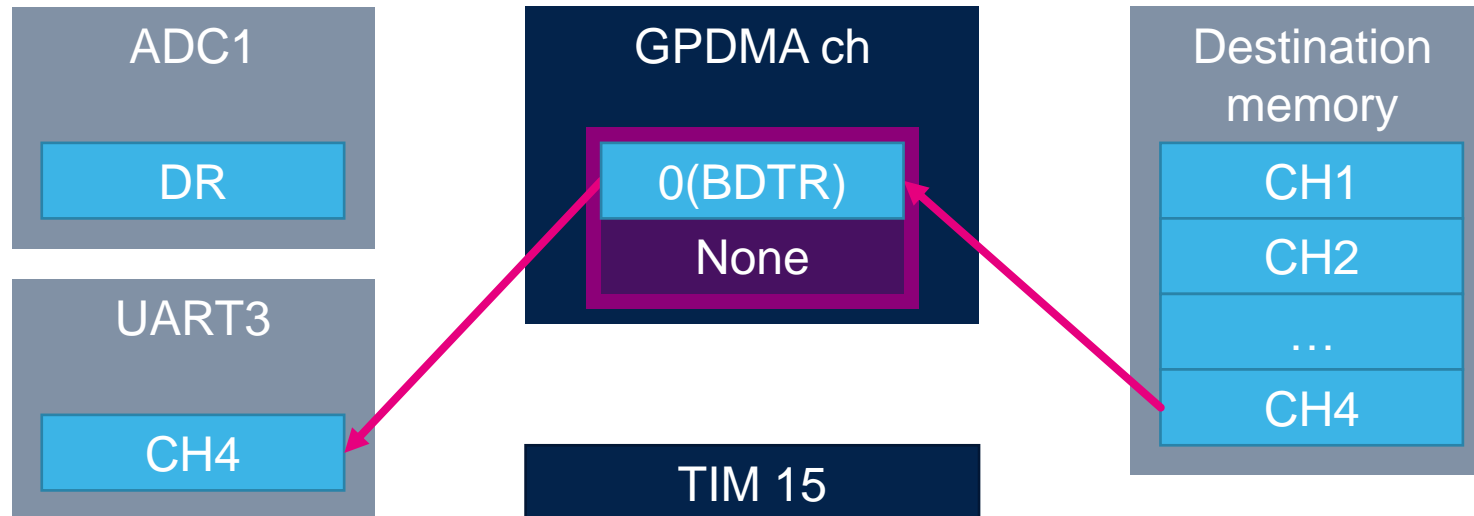 ADC1
DR
UART3
CH4
GPDMA ch
0(BDTR)
None
TIM 15
Destination
memory
CH1
CH2
…
CH4